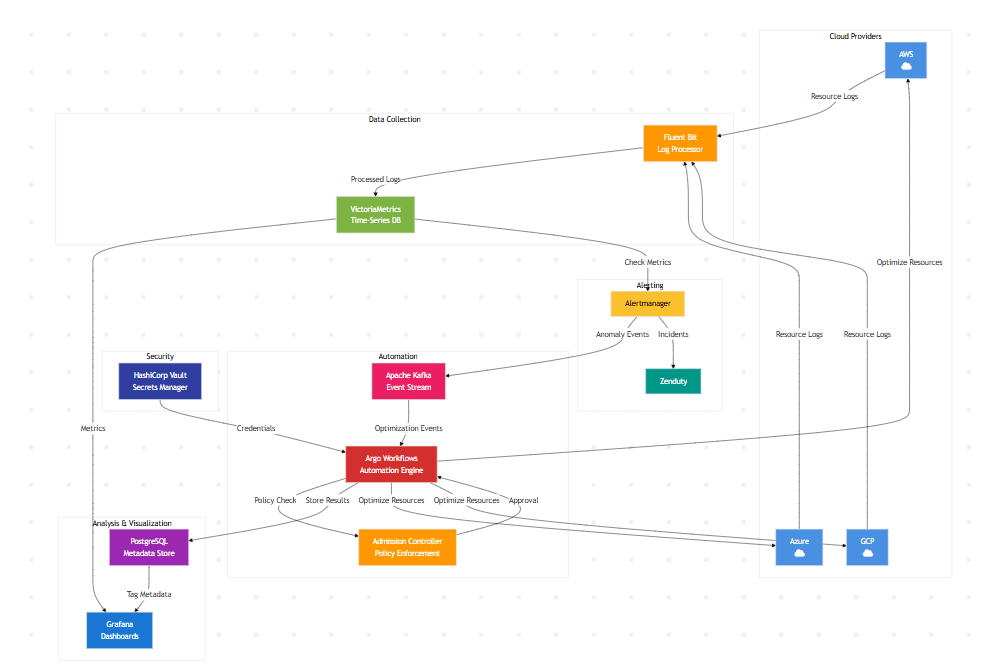 Cloud Providers
AWS
Resource Logs
Data Collection
Fluent Bit
Log Processor
Processed Logs
VictoriaMetrics
Time-Series DB
Check Metrics
Optimize Resources
Alerting
Alertmanager
Anomaly Events
Incidents
Resource Logs
Resource Logs
Security
Automation
HashiCorp Vault
Secrets Manager
Apache Kafka
Event Stream
Zenduty
Metrics
Credentials
Optimization Events
Argo Workflows
Automation Engine
Policy Check
Store Results
Optimize Resources
Optimize Resources
Approval
Analysis & Visualization
PostgreSQL
Metadata Store
Admission Controller
Policy Enforcement
Azure
GCP
Tag Metadata
Grafana
Dashboards